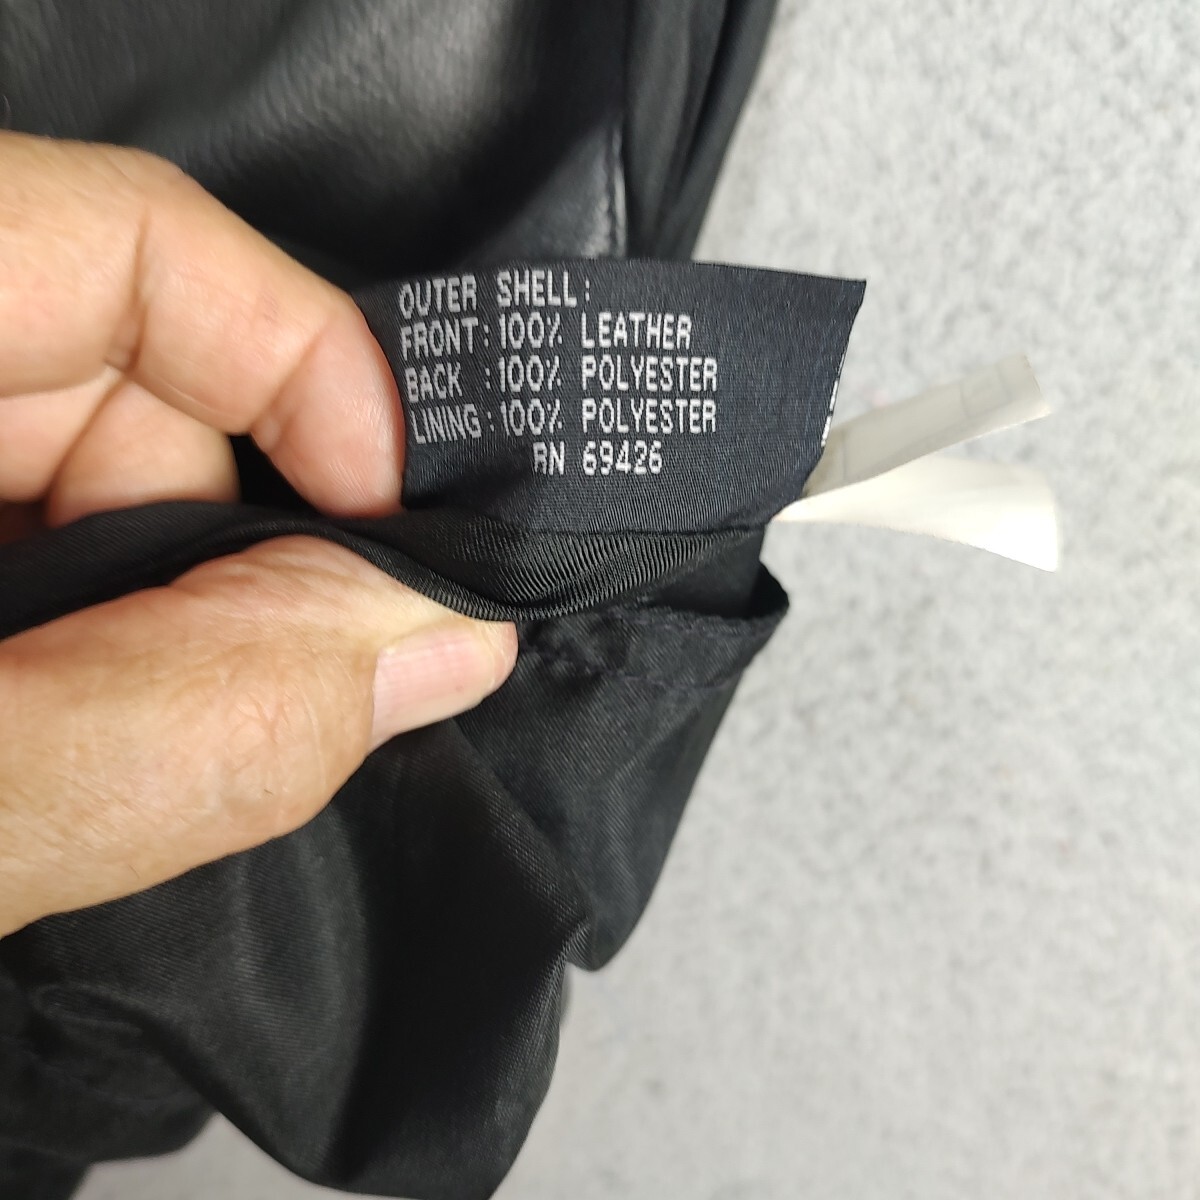 OUTER SHELL:
FRONT: 100% LEATHER
BACK : 100% POLYESTER
LINING: 100% POLYESTER
RN 69426